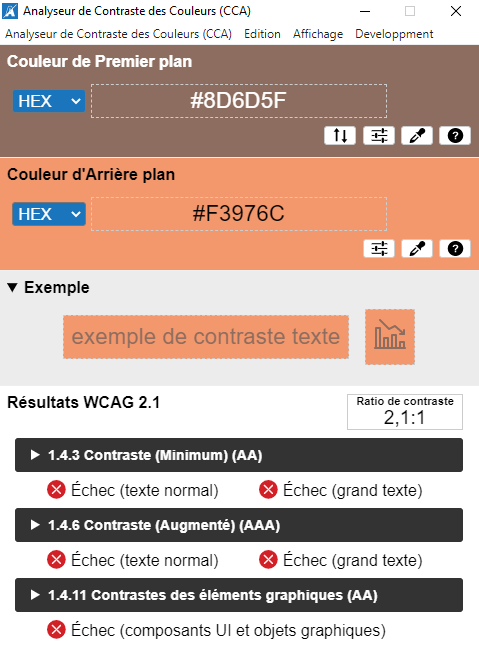 Analyseur de Contraste des Couleurs (CCA)
Analyseur de Contraste des Couleurs (CCA) Edition Affichage Developpment
Couleur de Premier plan
HEX #8D6D5F
?
Couleur d'Arrière plan
HEX #F3976C
?
▼ Exemple
exemple de contraste texte
Résultats WCAG 2.1
Ratio de contraste
2,1:1
▶ 1.4.3 Contraste (Minimum) (AA)
Échec (texte normal) Échec (grand texte)
▶ 1.4.6 Contraste (Augmenté) (AAA)
Échec (texte normal) Échec (grand texte)
▶ 1.4.11 Contrastes des éléments graphiques (AA)
Échec (composants UI et objets graphiques)